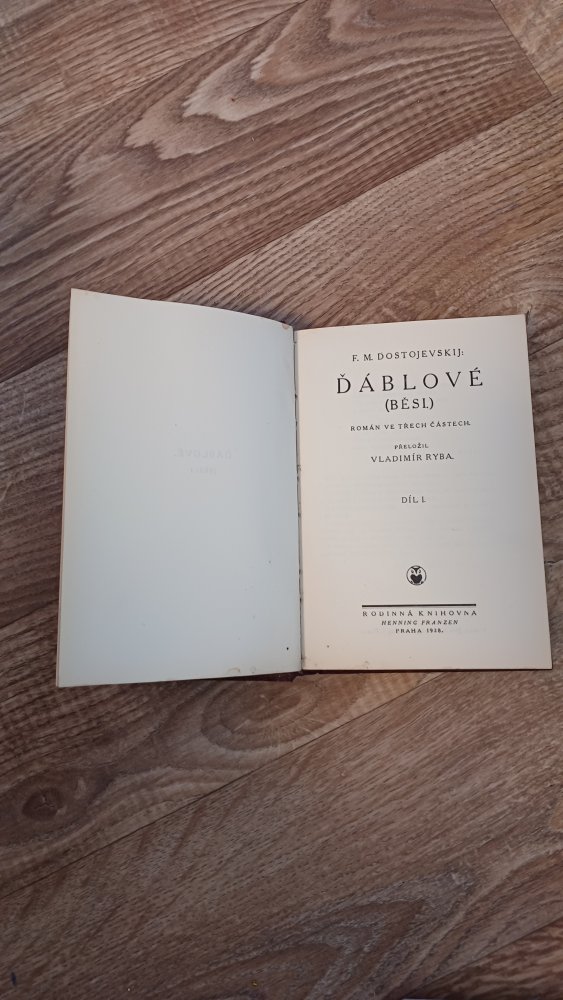 F. M. DOSTOJEVSKIJ:
ĎÁBLOVÉ
(BĚSI.)
ROMÁN VE TŘECH ČÁSTECH.
PŘELOŽIL
VLADIMÍR RYBA.
DÍL I.
RODINNÁ KNIHOVNA
HENNING FRANZEN
PRAHA 1928.